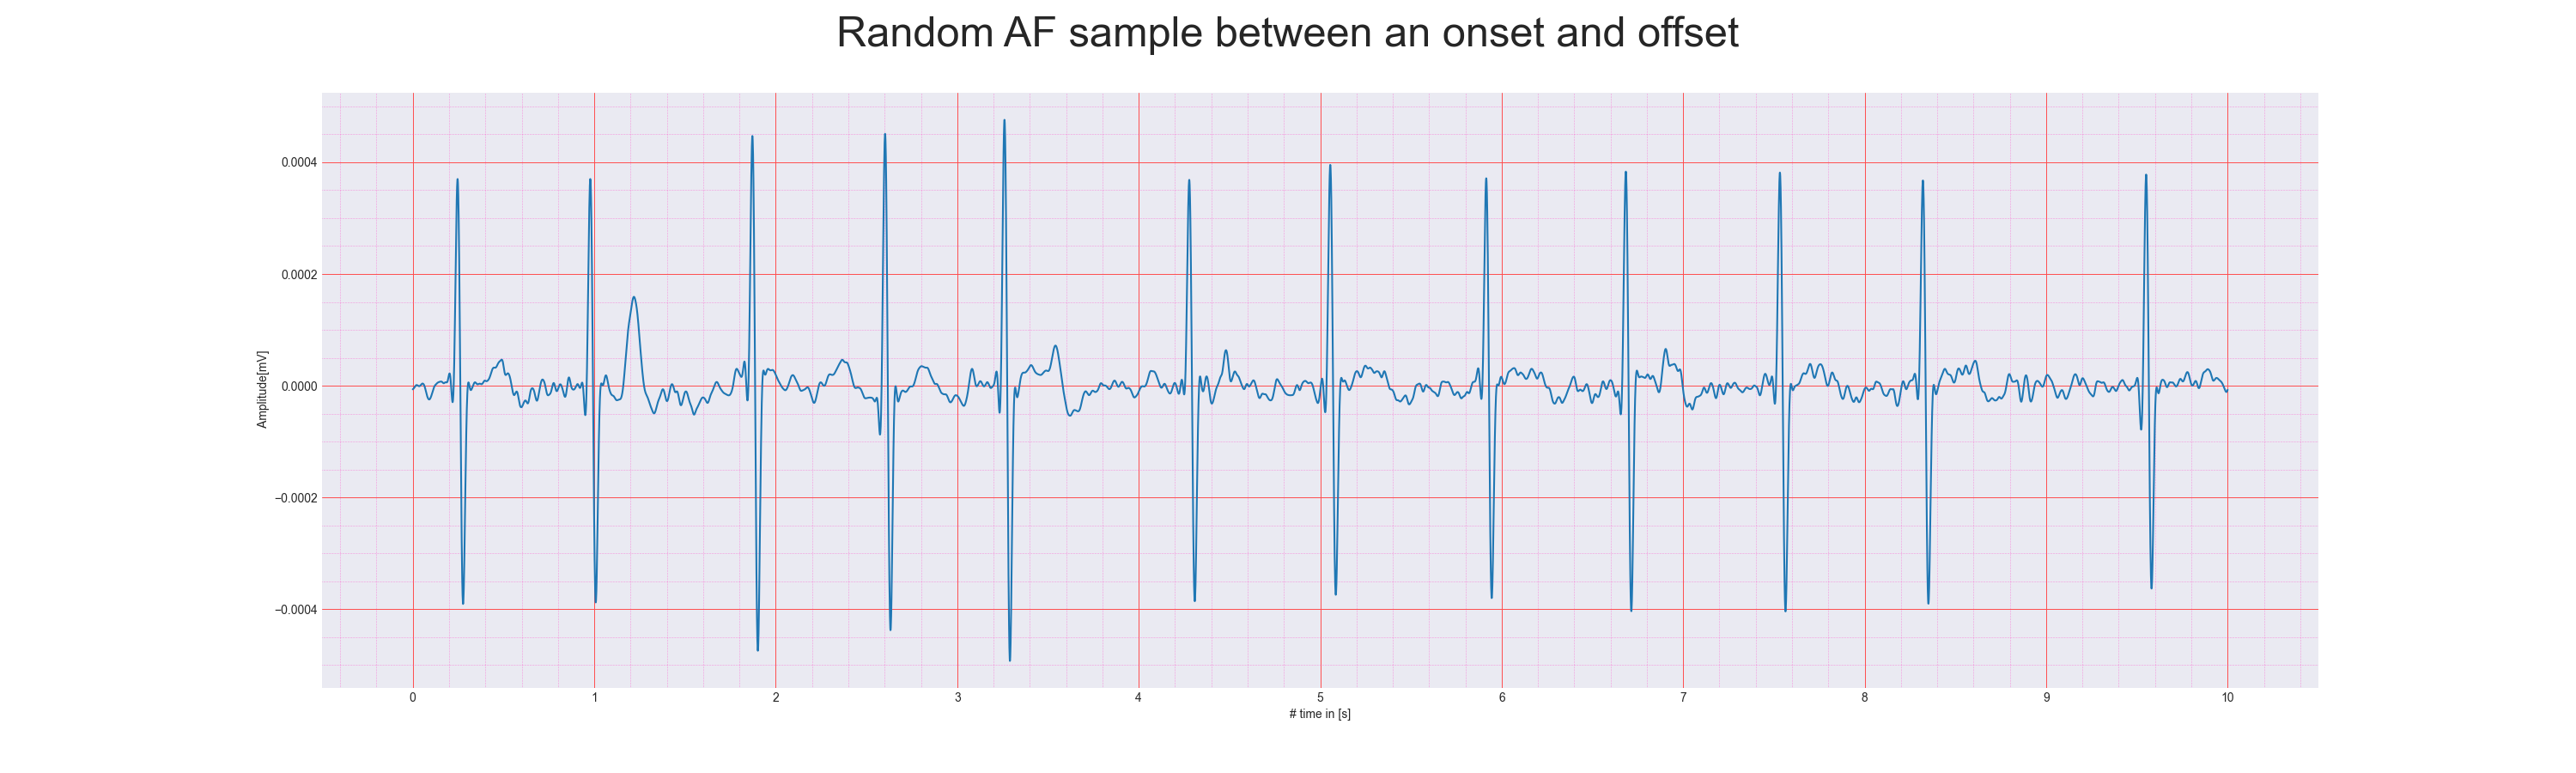 Random AF sample between an onset and offset
0.0004
0.0002
0.0000
−0.0002
−0.0004
Amplitude[mV]
0 1 2 3 4 5 6 7 8 9 10
# time in [s]